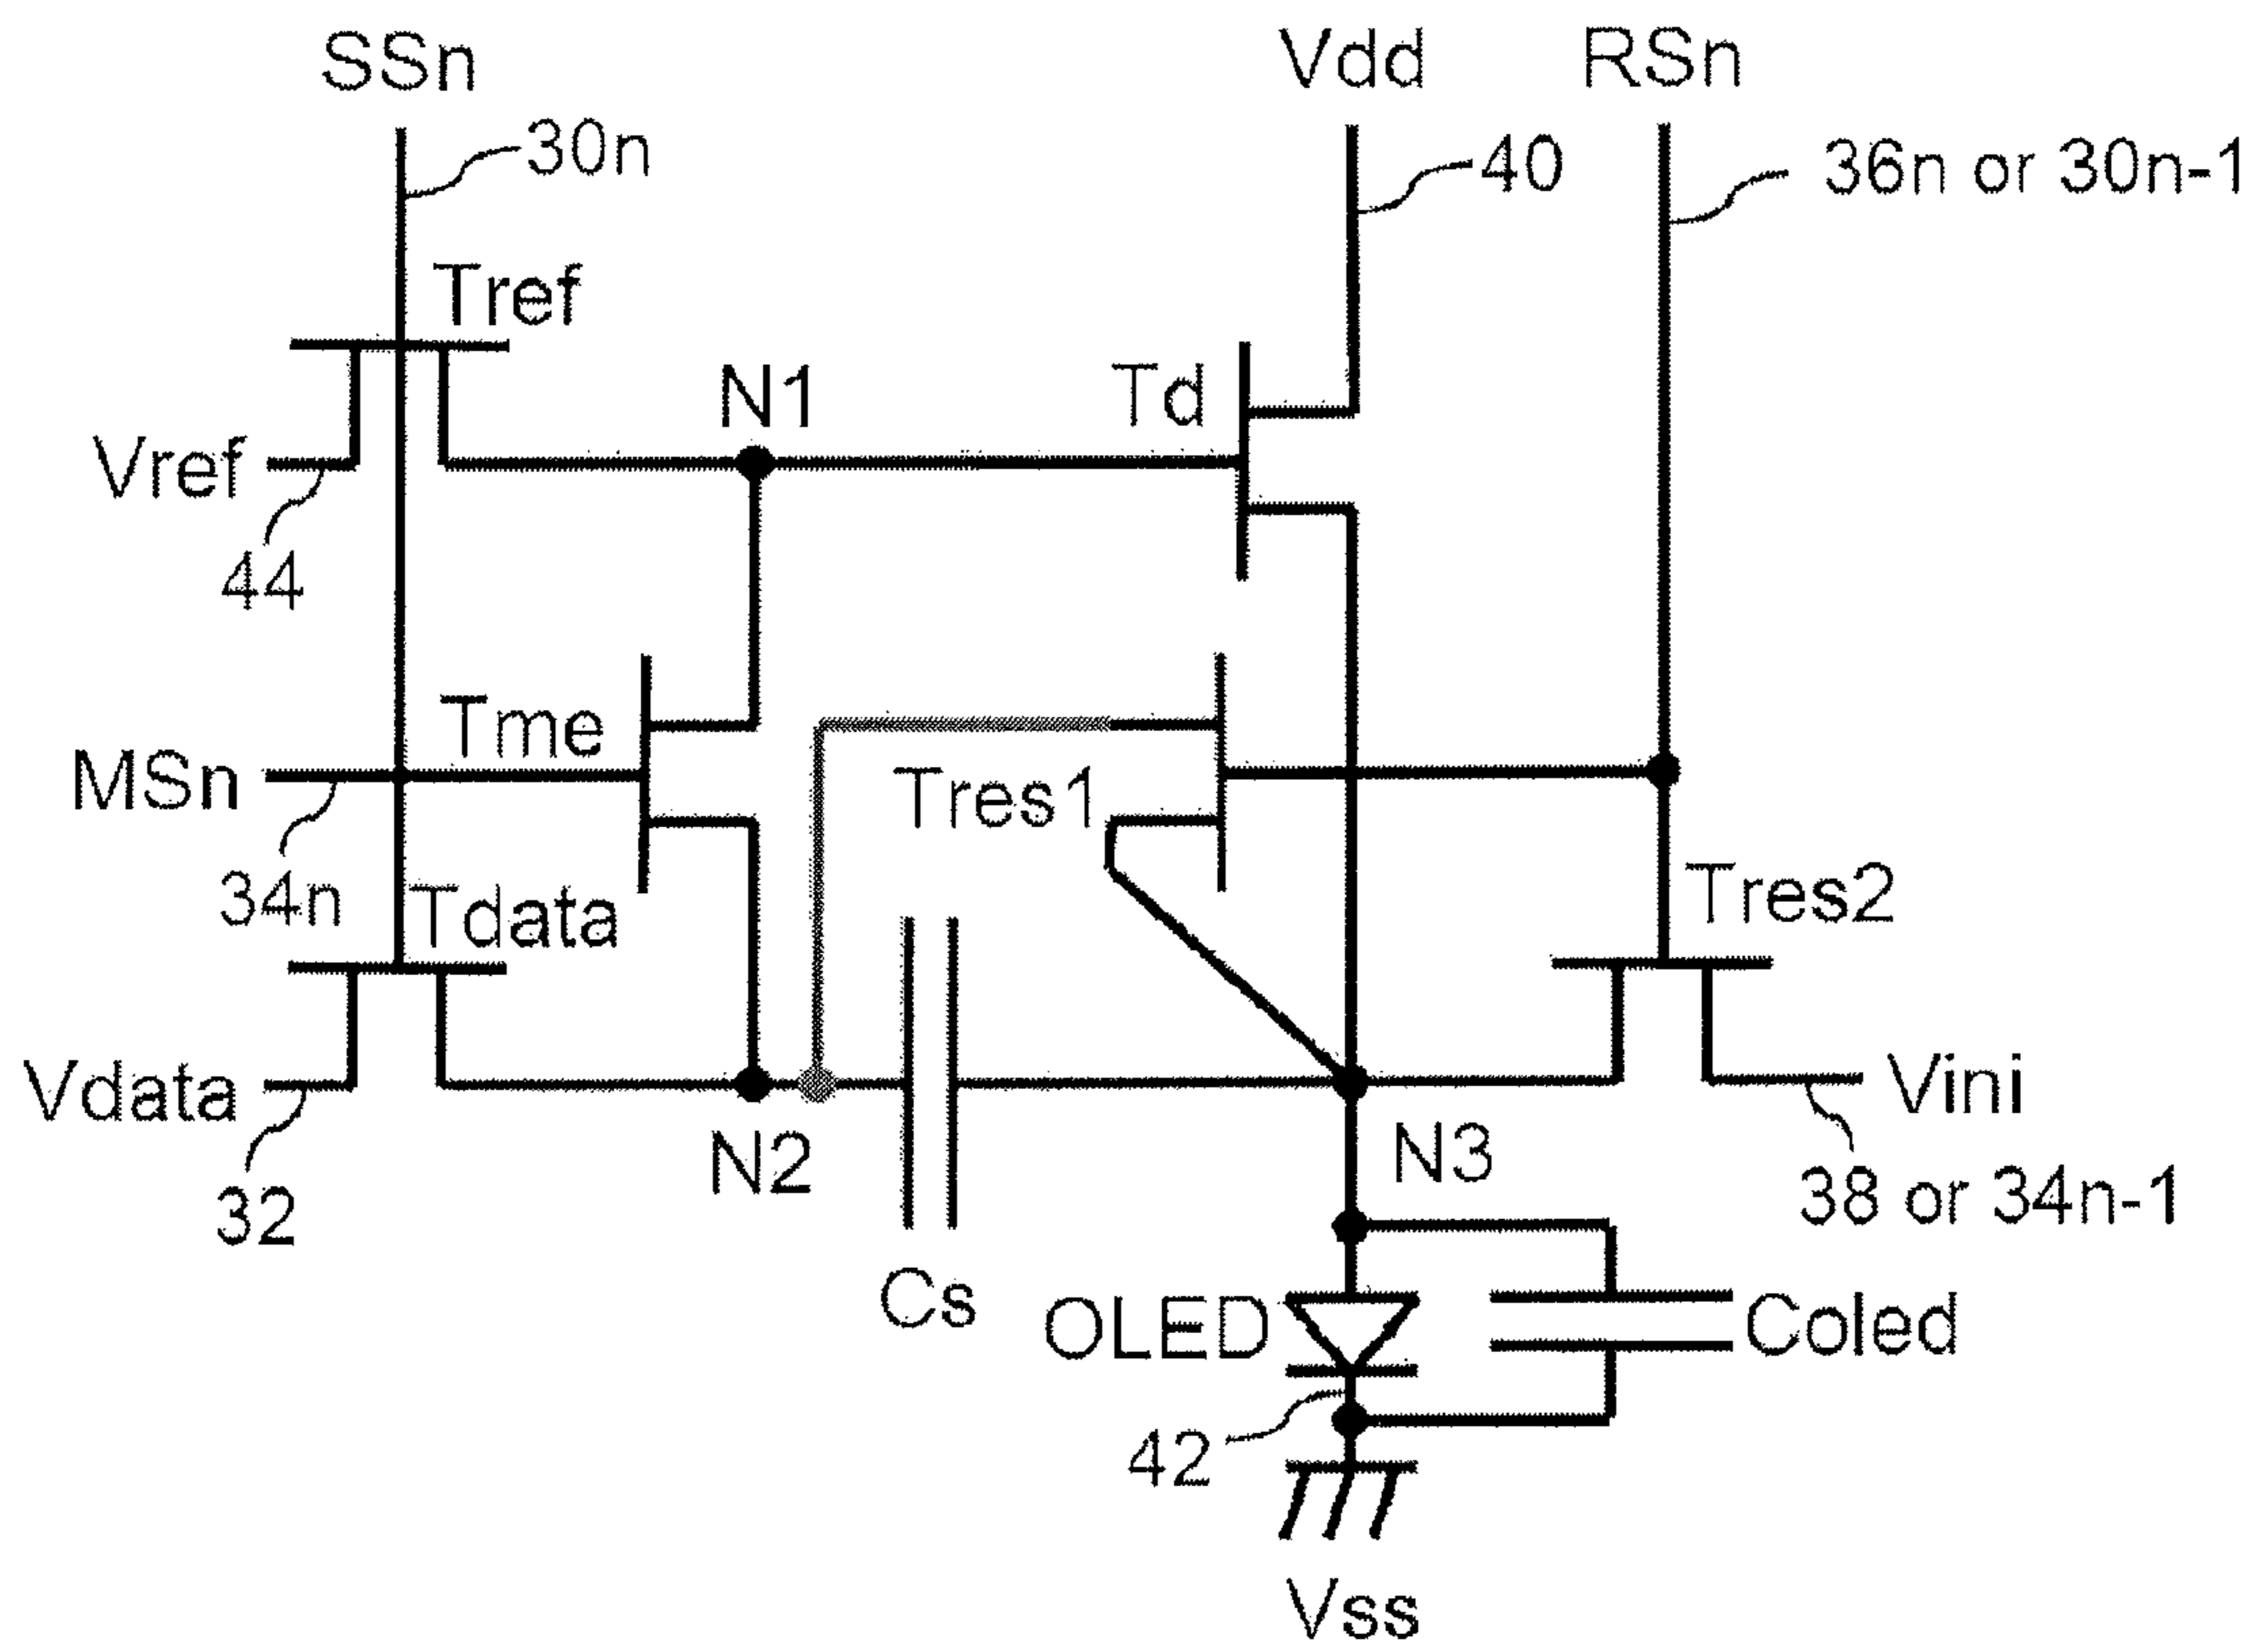 SSn
Vdd
RSn
30n
40
36n or 30n-1
Tref
N1
Td
Vref
44
Tme
MSn
Tres1
34n
Tdata
Tres2
Vdata
N2
N3
Vini
32
38 or 34n-1
Cs
OLED
Coled
42
Vss